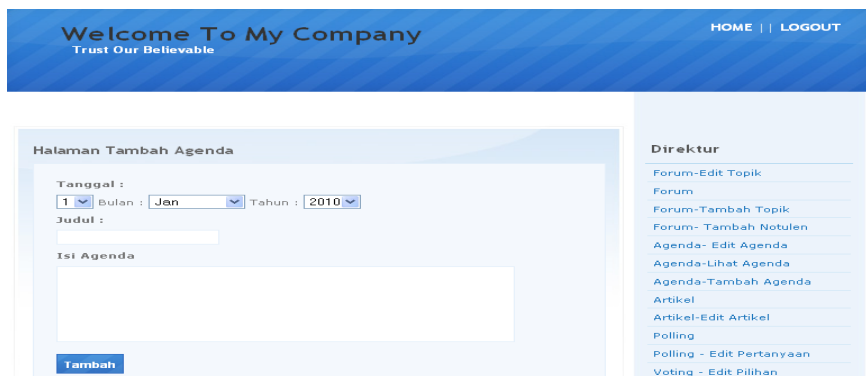 Welcome To My Company
Trust Our Believable
HOME || LOGOUT
Halaman Tambah Agenda
Tanggal :
1 Bulan : Jan Tahun : 2010
Judul :
Isi Agenda
Tambah
Direktur
Forum-Edit Topik
Forum
Forum-Tambah Topik
Forum- Tambah Notulen
Agenda- Edit Agenda
Agenda-Lihat Agenda
Agenda-Tambah Agenda
Artikel
Artikel-Edit Artikel
Polling
Polling - Edit Pertanyaan
Voting - Edit Pilihan